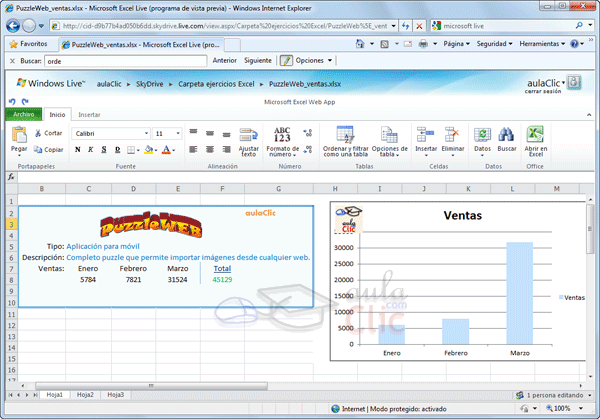 PuzzleWeb_ventas.xlsx - Microsoft Excel Live (programa de vista previa) - Windows Internet Explorer
http://cid-d9b77b4ad050b6dd.skydrive.live.com/view.aspx/Carpeta%20ejercicios%20Excel/PuzzleWeb%5E_vent
microsoft live
Favoritos
PuzzleWeb_ventas.xlsx - Microsoft Excel Live (pro...
Página
Seguridad
Herramientas
Buscar: orde
Anterior
Siguiente
Opciones
Windows Live™
aulaClic
SkyDrive
Carpeta ejercicios Excel
PuzzleWeb_ventas.xlsx
aulaClic
cerrar sesión
Microsoft Excel Web App
Archivo
Inicio
Insertar
Pegar
Cortar
Copiar
Portapapeles
Calibri
11
N K S D
Fuente
Alineación
Ajustar texto
ABC 123
Formato de número
Número
Ordenar y filtrar como una tabla
Opciones de tabla
Tablas
Insertar
Eliminar
Celdas
Datos
Buscar
Datos
Abrir en Excel
Office
fx
B C D E F G H I J K L M
1
2
3
4
5
6
7
8
10
11
12
13
14
15
16
17
PuzzleWEB
aulaClic
Tipo: Aplicación para móvil
Descripción: Completo puzzle que permite importar imágenes desde cualquier web.
Ventas: Enero Febrero Marzo Total
5784 7821 31524 45129
aula Clic
Ventas
30000
25000
20000
15000
10000
5000
0
Enero Febrero Marzo
Ventas
aula .com Clic
Hoja1 Hoja2 Hoja3
1 persona editando
Internet | Modo protegido: activado
100%